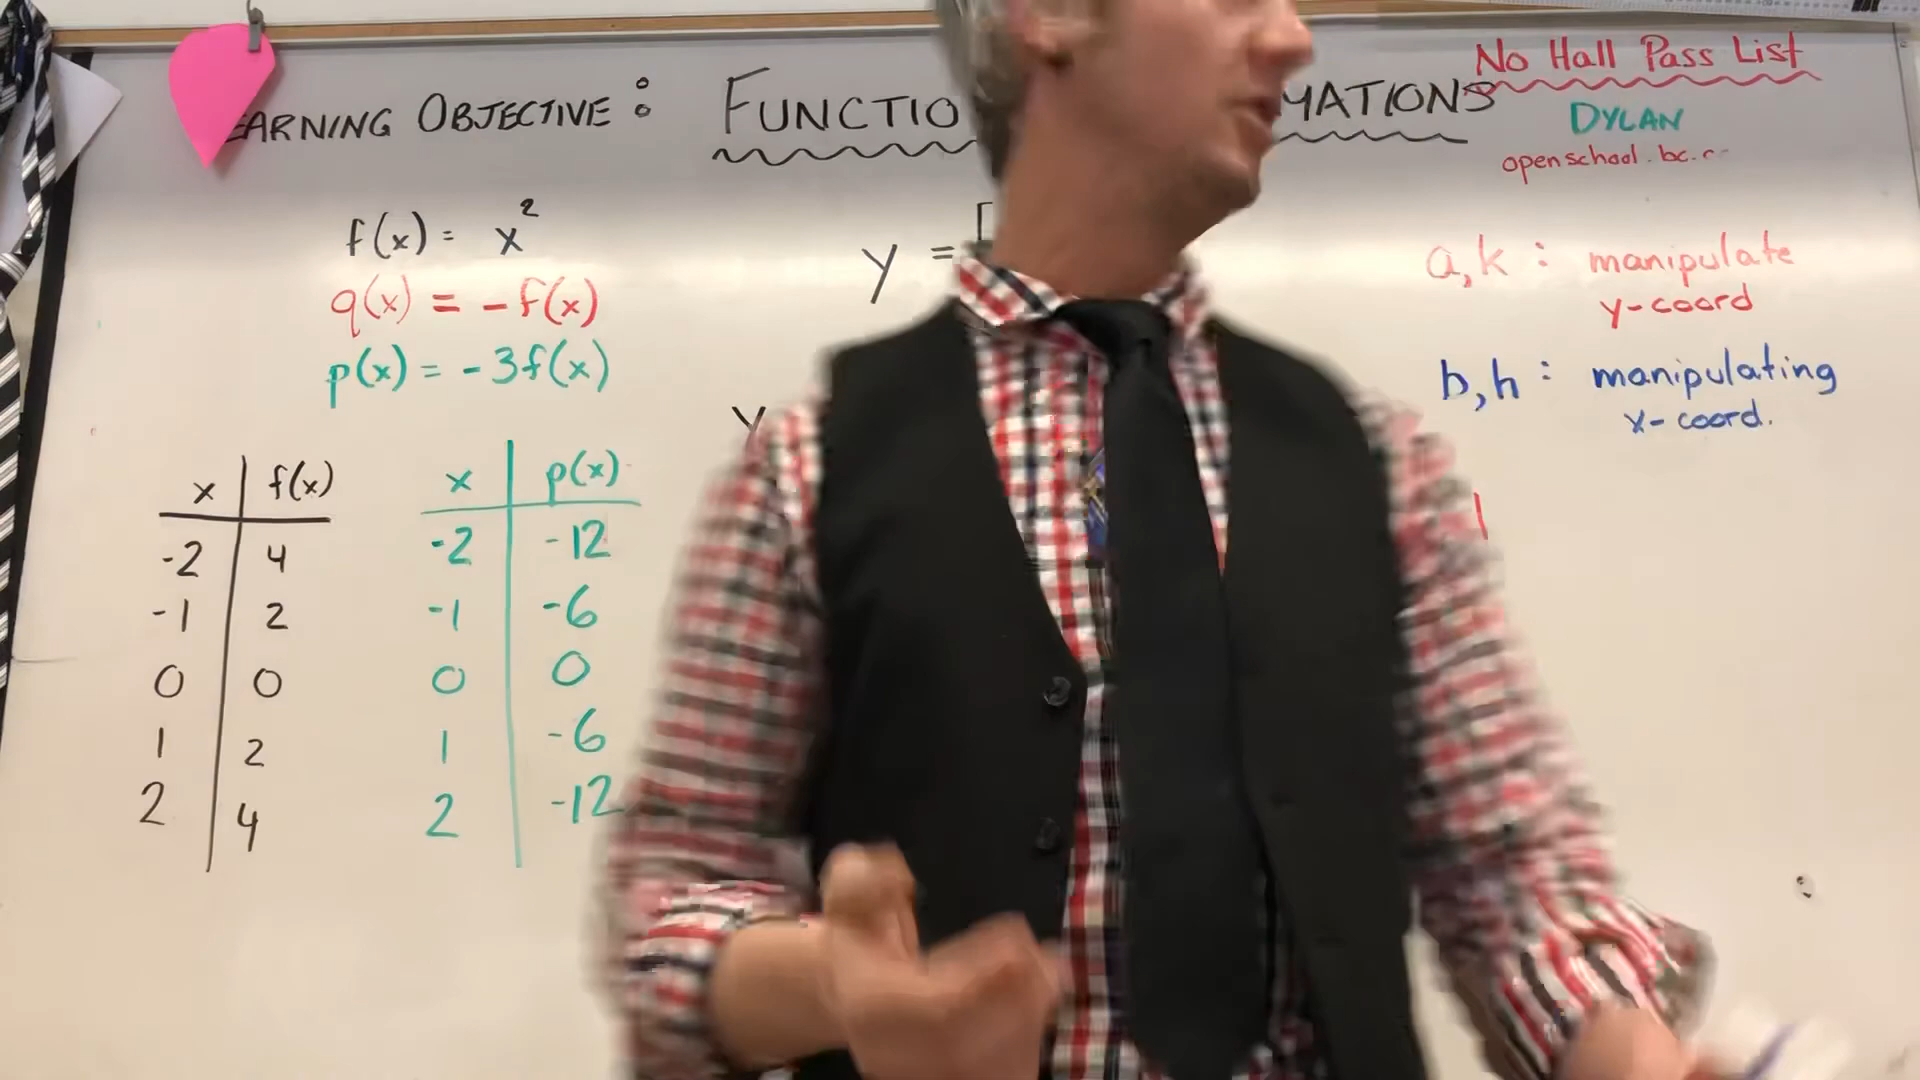 EARNING OBJECTIVE:
FUNCTIO MATIONS
No Hall Pass List
DYLAN
openschool.bc.c
f(x) = x²
q(x) = -f(x)
p(x) = -3f(x)
y =
y
a,k : manipulate
y-coord
b,h : manipulating
x-coord.
x f(x)
-2 4
-1 2
0 0
1 2
2 4
x p(x)
-2 -12
-1 -6
0 0
1 -6
2 -12